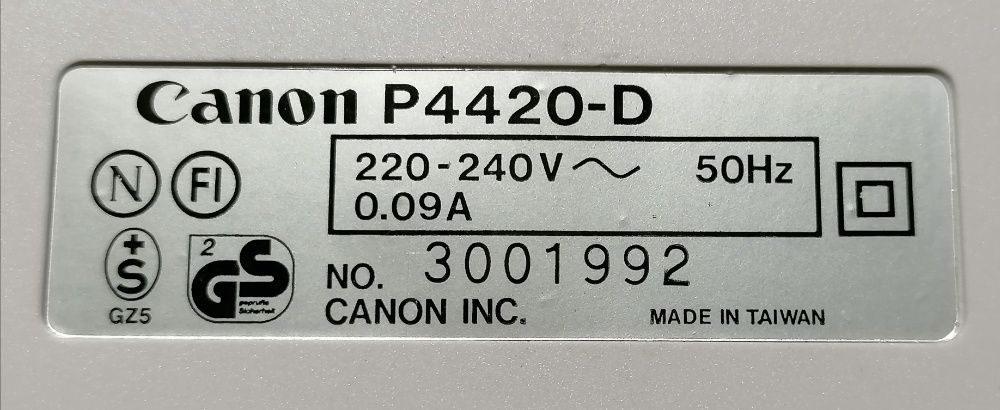 Canon P4420-D
220-240V ~ 50Hz
0.09A
N FI
+S
GZ5
2
GS
geprüfte
Sicherheit
NO. 3001992
CANON INC.
MADE IN TAIWAN